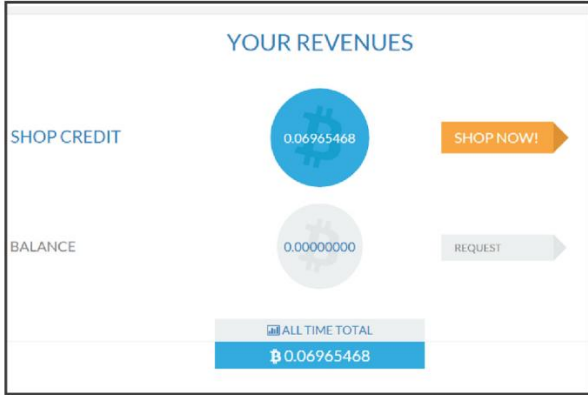 YOUR REVENUES
SHOP CREDIT
0.06965468
SHOP NOW!
BALANCE
0.00000000
REQUEST
ALL TIME TOTAL
₿0.06965468